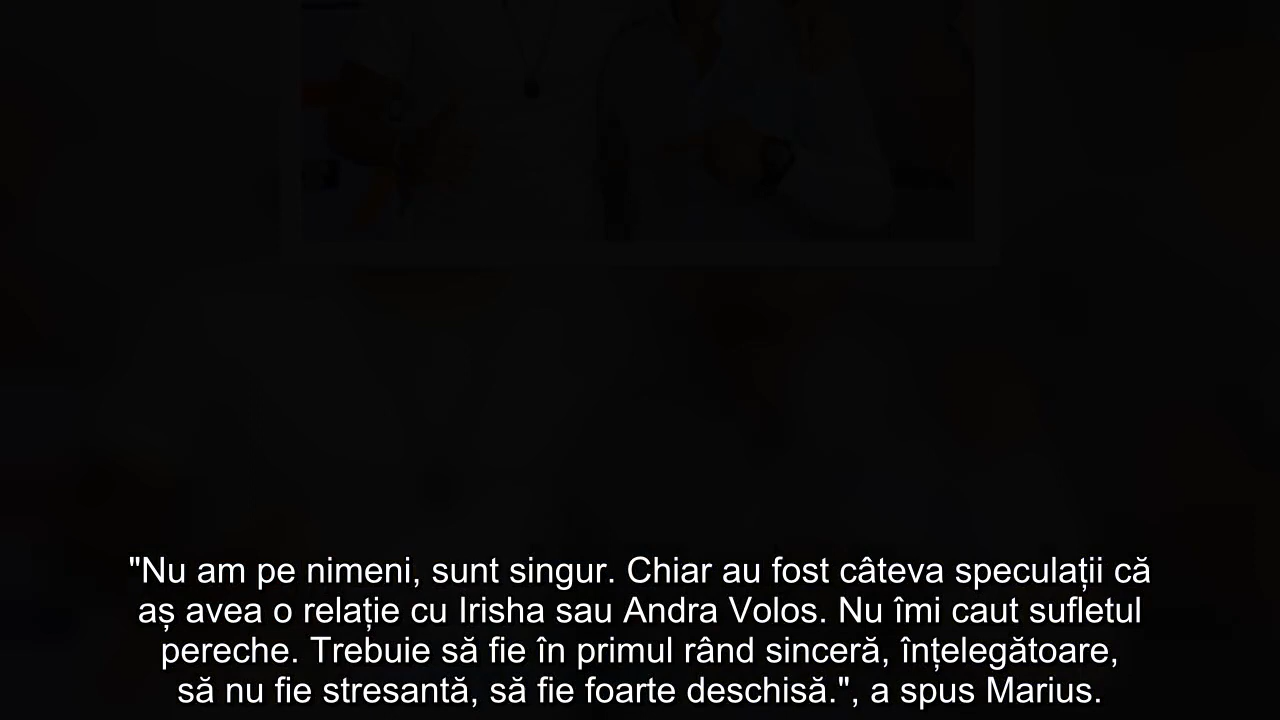 "Nu am pe nimeni, sunt singur. Chiar au fost câteva speculații că
aș avea o relație cu Irisha sau Andra Volos. Nu îmi caut sufletul
pereche. Trebuie să fie în primul rând sinceră, înțelegătoare,
să nu fie stresantă, să fie foarte deschisă.", a spus Marius.